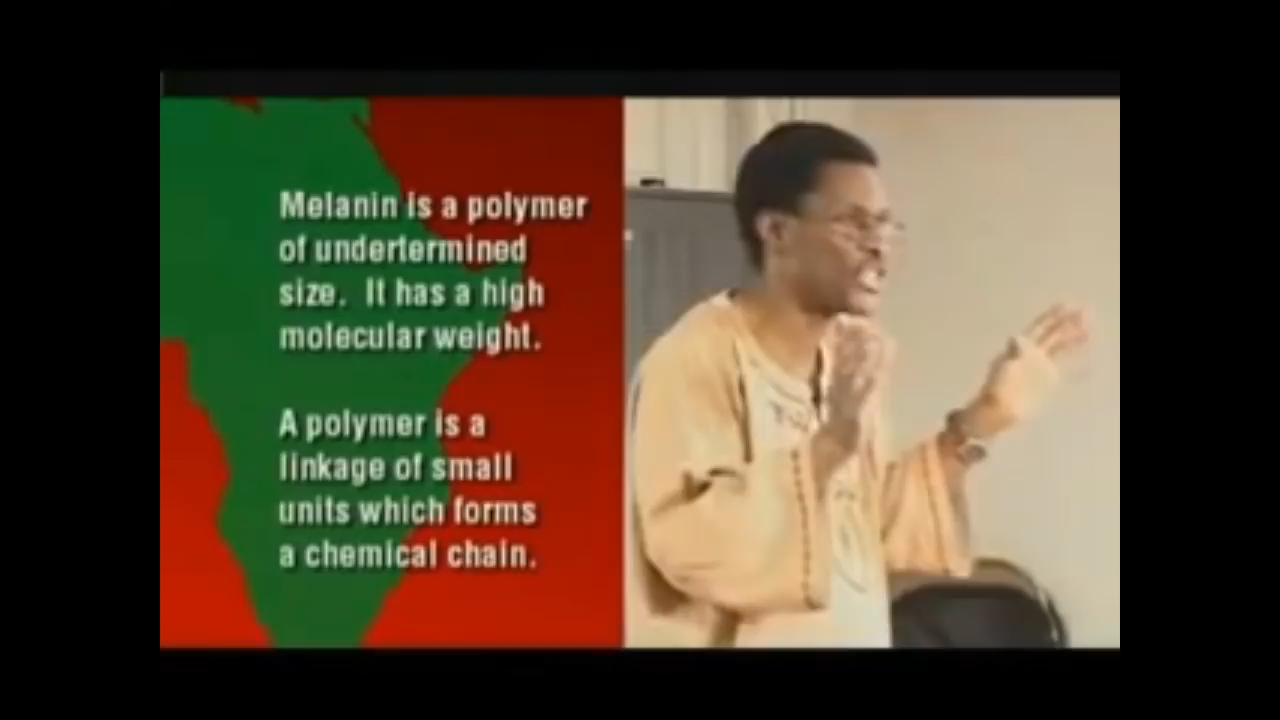 Melanin is a polymer
of undertermined
size. It has a high
molecular weight.
A polymer is a
linkage of small
units which forms
a chemical chain.